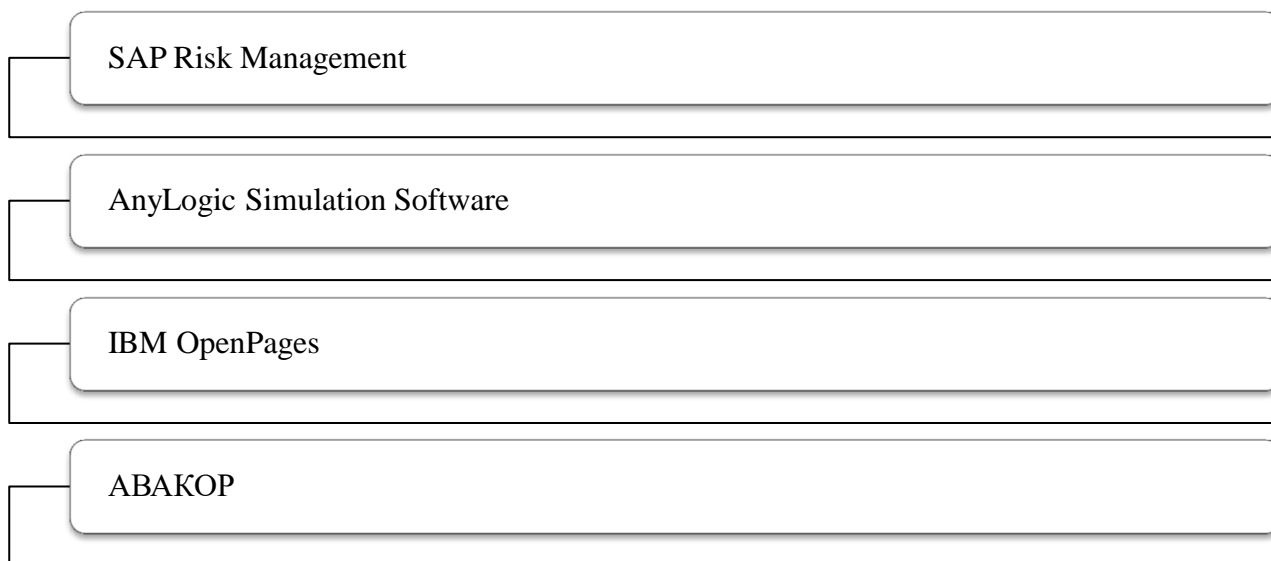 SAP Risk Management
AnyLogic Simulation Software
IBM OpenPages
АВАКОР